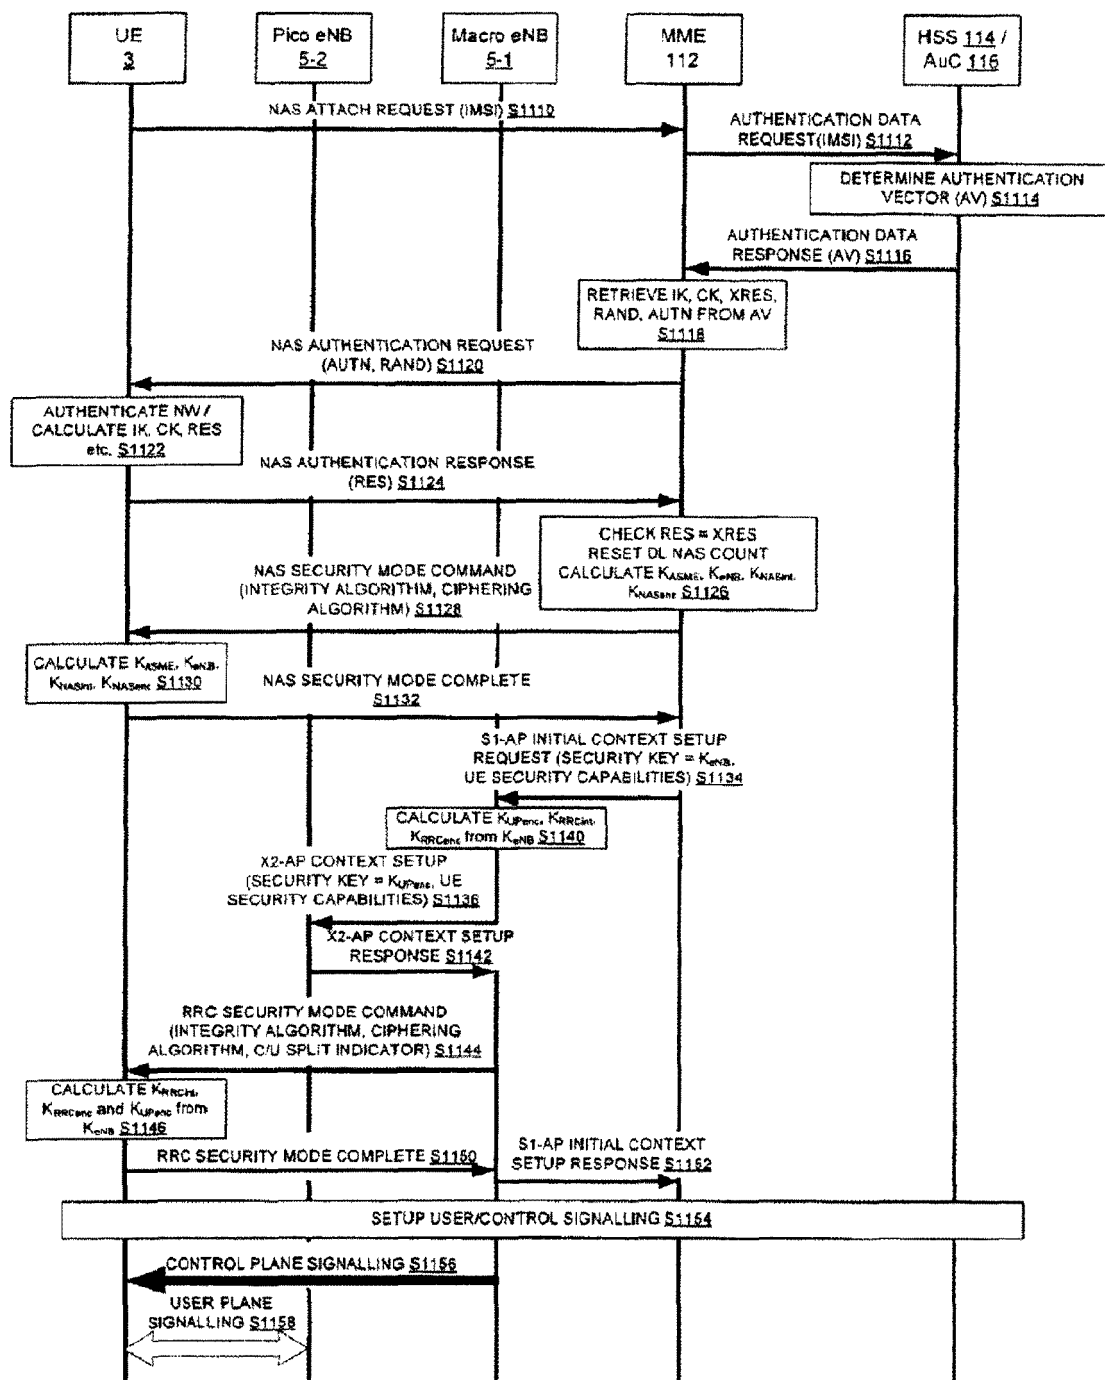 UE
3
Pico eNB
5-2
Macro eNB
5-1
MME
112
HSS 114 /
AuC 116
NAS ATTACH REQUEST (IMSI) S1110
AUTHENTICATION DATA
REQUEST(IMSI) S1112
DETERMINE AUTHENTICATION
VECTOR (AV) S1114
AUTHENTICATION DATA
RESPONSE (AV) S1116
RETRIEVE IK, CK, XRES,
RAND, AUTN FROM AV
S1118
NAS AUTHENTICATION REQUEST
(AUTN, RAND) S1120
AUTHENTICATE NW /
CALCULATE IK, CK, RES
etc. S1122
NAS AUTHENTICATION RESPONSE
(RES) S1124
CHECK RES = XRES
RESET DL NAS COUNT
CALCULATE KASME, KeNB, KNASint,
KNASenc S1126
NAS SECURITY MODE COMMAND
(INTEGRITY ALGORITHM, CIPHERING
ALGORITHM) S1128
CALCULATE KASME, KeNB,
KNASint, KNASenc S1130
NAS SECURITY MODE COMPLETE
S1132
S1-AP INITIAL CONTEXT SETUP
REQUEST (SECURITY KEY = KeNB,
UE SECURITY CAPABILITIES) S1134
CALCULATE KUPenc, KRRCint,
KRRCenc from KeNB S1140
X2-AP CONTEXT SETUP
(SECURITY KEY = KUPenc, UE
SECURITY CAPABILITIES) S1136
X2-AP CONTEXT SETUP
RESPONSE S1142
RRC SECURITY MODE COMMAND
(INTEGRITY ALGORITHM, CIPHERING
ALGORITHM, C/U SPLIT INDICATOR) S1144
CALCULATE KRRCint,
KRRCenc and KUPenc from
KeNB S1146
RRC SECURITY MODE COMPLETE S1150
S1-AP INITIAL CONTEXT
SETUP RESPONSE S1152
SETUP USER/CONTROL SIGNALLING S1154
CONTROL PLANE SIGNALLING S1156
USER PLANE
SIGNALLING S1158